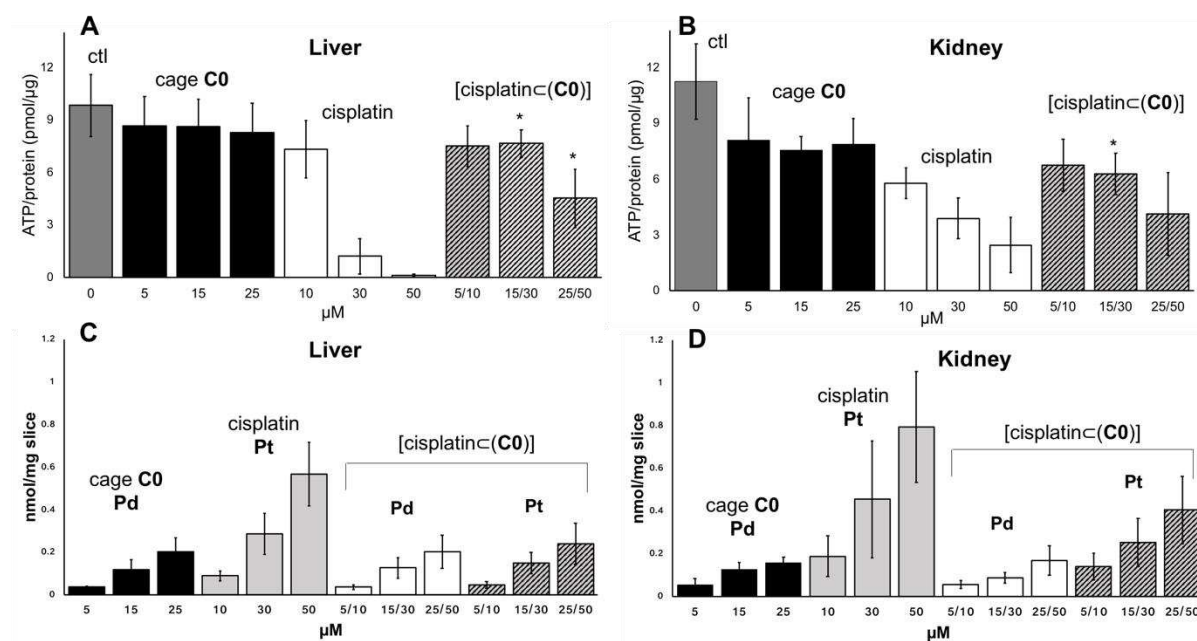 A
Liver
ctl
cage C0
cisplatin
[cisplatin⊂(C0)]
*
*
ATP/protein (pmol/µg)
12
9
6
3
0
0 5 15 25 10 30 50 5/10 15/30 25/50
µM
B
Kidney
ctl
cage C0
cisplatin
[cisplatin⊂(C0)]
*
ATP/protein (pmol/µg)
12
9
6
3
0
0 5 15 25 10 30 50 5/10 15/30 25/50
µM
C
Liver
cisplatin
Pt
[cisplatin⊂(C0)]
cage C0
Pd
Pd
Pt
nmol/mg slice
1.2
1
0.8
0.6
0.4
0.2
0
5 15 25 10 30 50 5/10 15/30 25/50 5/10 15/30 25/50
µM
D
Kidney
cisplatin
Pt
[cisplatin⊂(C0)]
cage C0
Pd
Pd
Pt
nmol/mg slice
1.2
1
0.8
0.6
0.4
0.2
0
5 15 25 10 30 50 5/10 15/30 25/50 5/10 15/30 25/50
µM